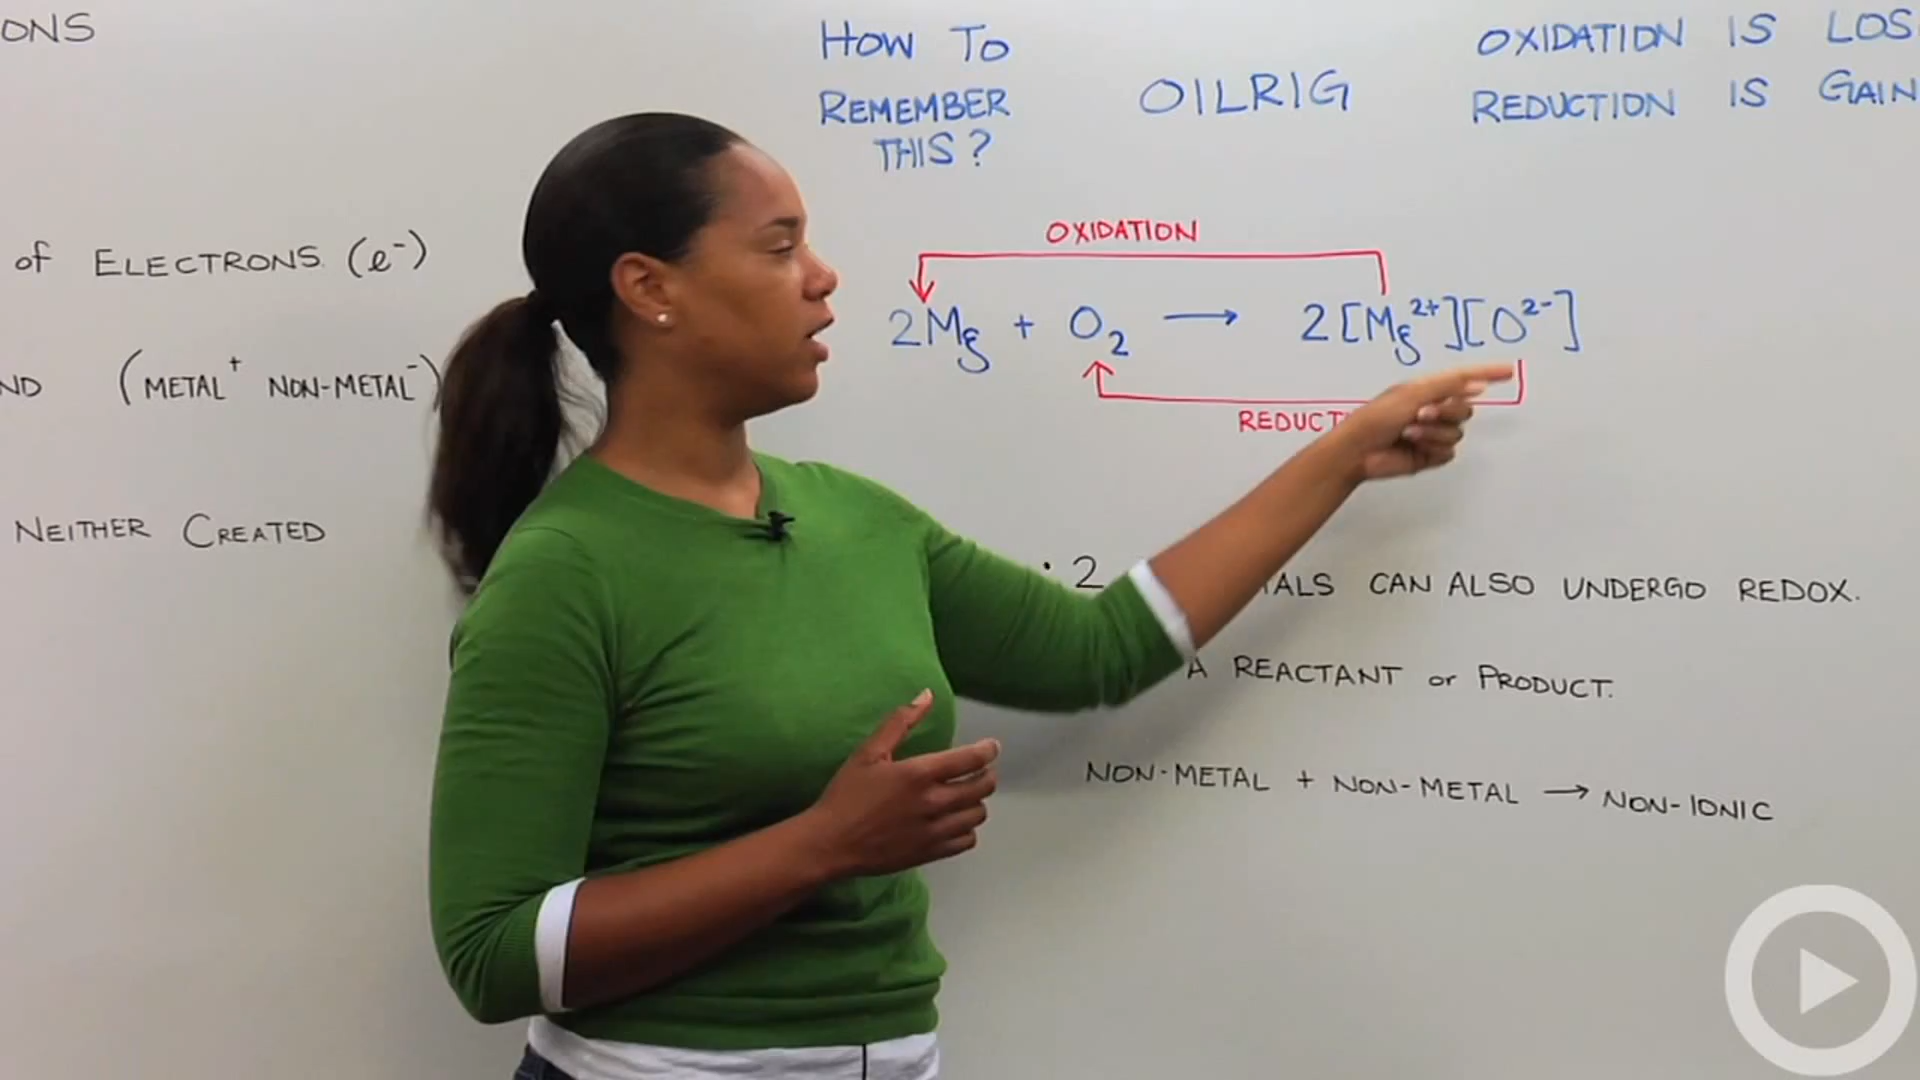 ONS
of ELECTRONS. (e⁻)
(METAL⁺ NON-METAL⁻)
NEITHER CREATED
HOW TO
REMEMBER
THIS?
OILRIG
OXIDATION IS LOS
REDUCTION IS GAIN
OXIDATION
2Mg + O₂ → 2[Mg²⁺][O²⁻]
REDUCT
• 2 TALS CAN ALSO UNDERGO REDOX.
A REACTANT or PRODUCT.
NON-METAL + NON-METAL → NON-IONIC